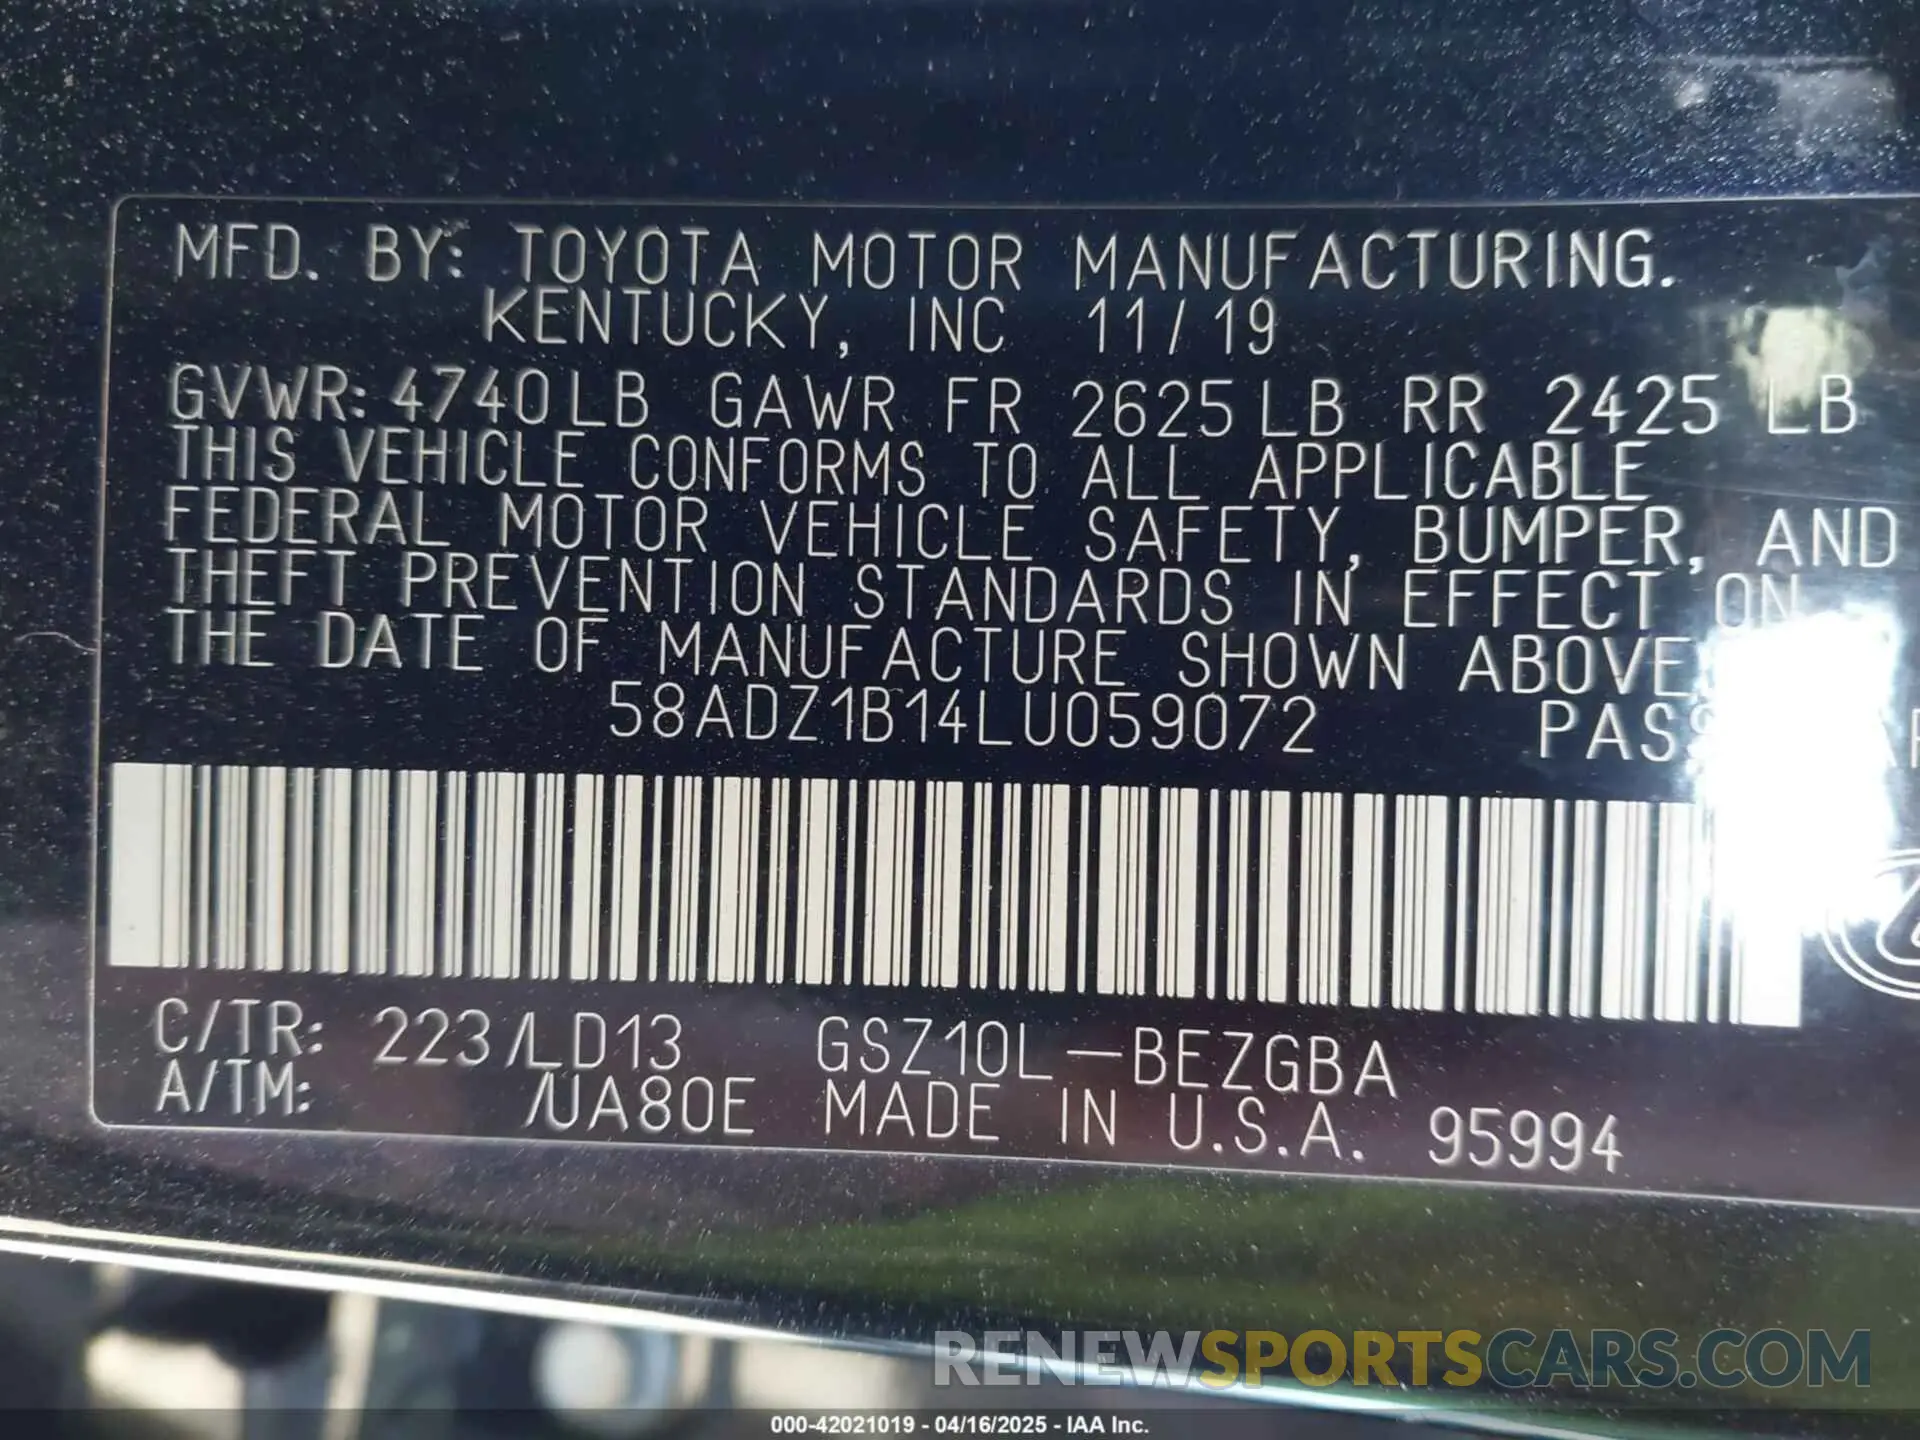 MFD. BY: TOYOTA MOTOR MANUFACTURING.
KENTUCKY, INC 11/19
GVWR: 4740LB GAWR FR 2625LB RR 2425 LB
THIS VEHICLE CONFORMS TO ALL APPLICABLE
FEDERAL MOTOR VEHICLE SAFETY, BUMPER, AND
THEFT PREVENTION STANDARDS IN EFFECT ON
THE DATE OF MANUFACTURE SHOWN ABOVE
58ADZ1B14LU059072
C/TR: 223/LD13 GSZ10L-BEZGBA
A/TM: /UA80E MADE IN U.S.A. 95994
RENEWSPORTSCARS.COM
000-42021019 - 04/16/2025 - IAA Inc.